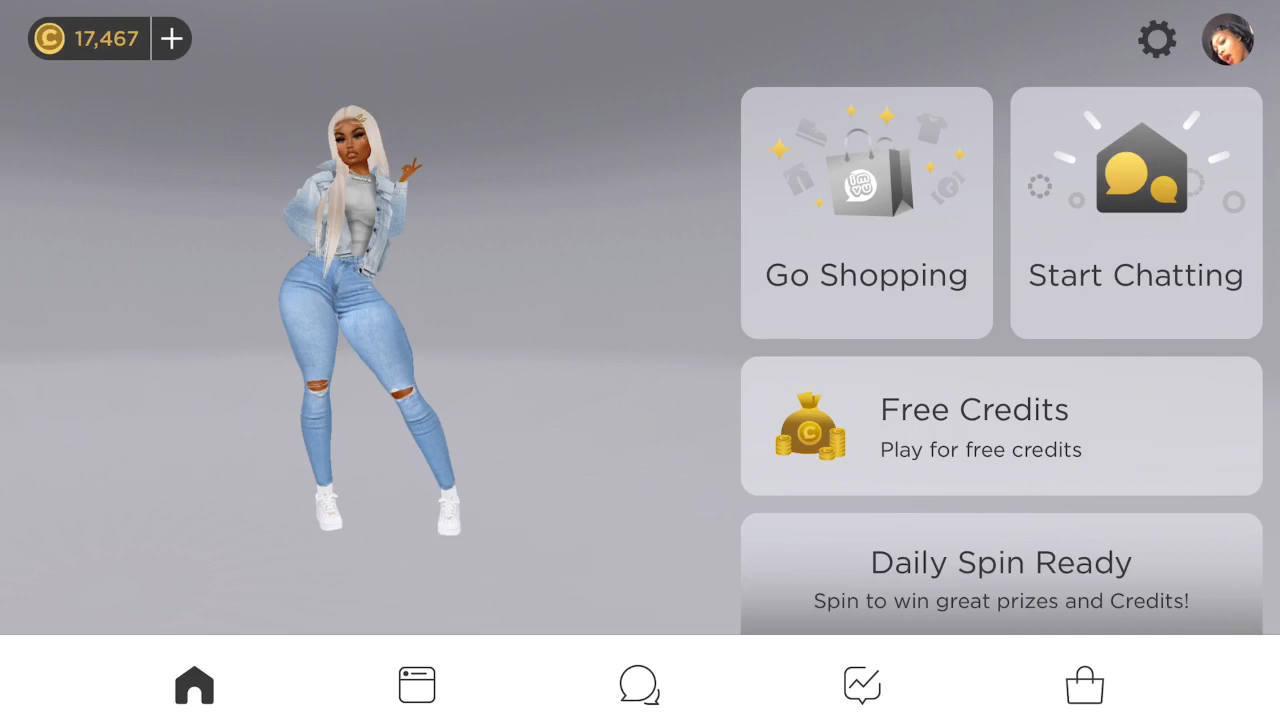 17,467
imvu
Go Shopping
Start Chatting
Free Credits
Play for free credits
Daily Spin Ready
Spin to win great prizes and Credits!